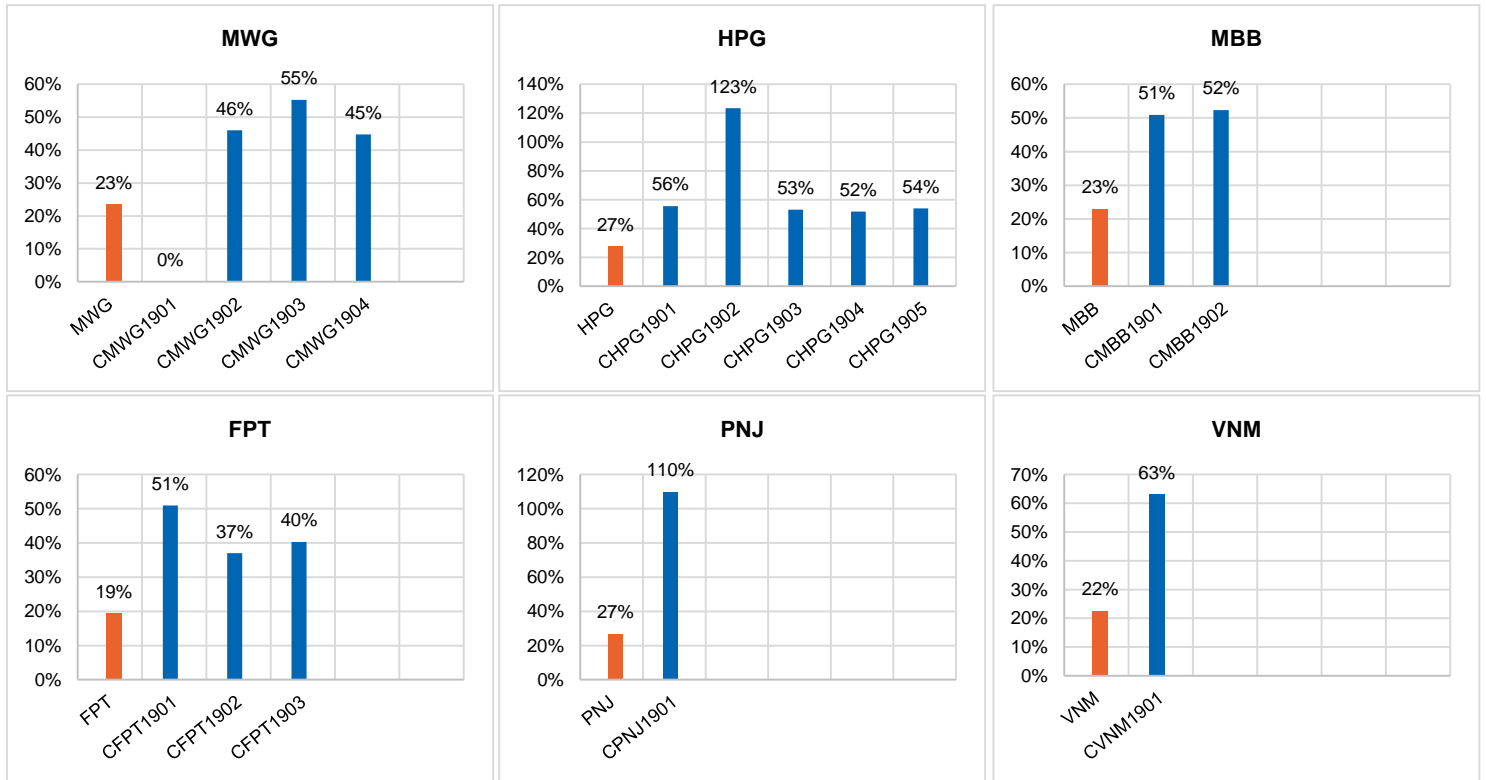 MWG
60%
50%
40%
30%
20%
10%
0%
23%
0%
46%
55%
45%
MWG
CMWG1901
CMWG1902
CMWG1903
CMWG1904
HPG
140%
120%
100%
80%
60%
40%
20%
0%
27%
56%
123%
53%
52%
54%
HPG
CHPG1901
CHPG1902
CHPG1903
CHPG1904
CHPG1905
MBB
60%
50%
40%
30%
20%
10%
0%
23%
51%
52%
MBB
CMBB1901
CMBB1902
FPT
60%
50%
40%
30%
20%
10%
0%
19%
51%
37%
40%
FPT
CFPT1901
CFPT1902
CFPT1903
PNJ
120%
100%
80%
60%
40%
20%
0%
27%
110%
PNJ
CPNJ1901
VNM
70%
60%
50%
40%
30%
20%
10%
0%
22%
63%
VNM
CVNM1901